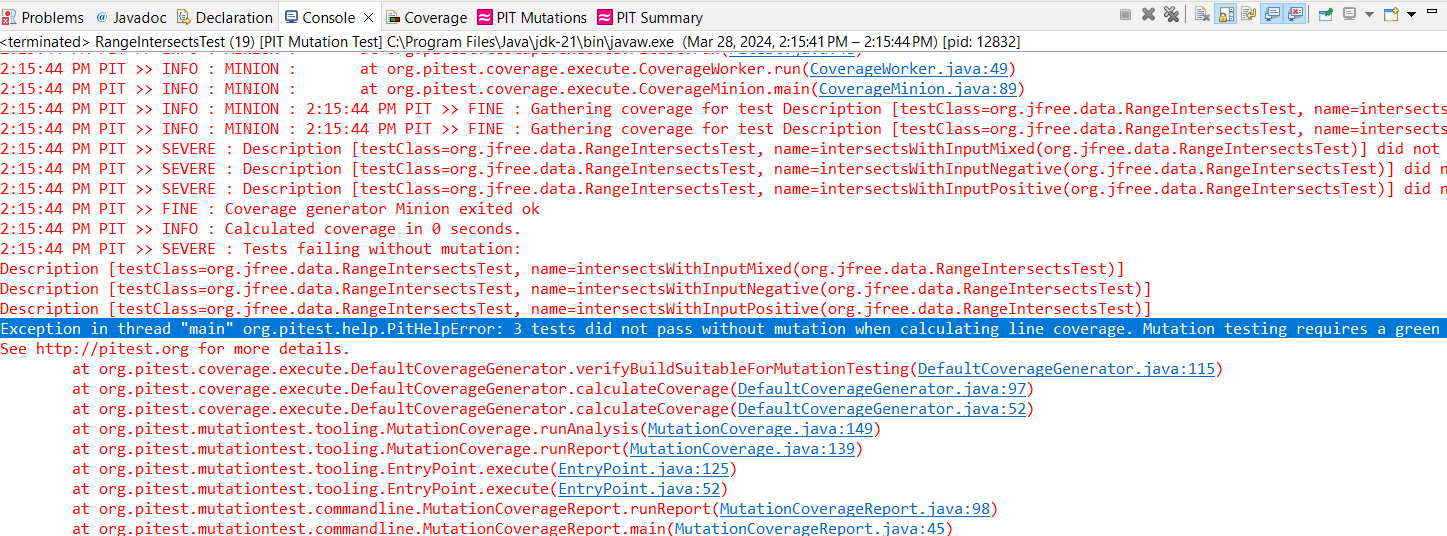 Problems @ Javadoc Declaration Console Coverage PIT Mutations PIT Summary
<terminated> RangeIntersectsTest (19) [PIT Mutation Test] C:\Program Files\Java\jdk-21\bin\javaw.exe (Mar 28, 2024, 2:15:41 PM – 2:15:44 PM) [pid: 12832]
2:15:44 PM PIT >> INFO : MINION : at org.pitest.coverage.execute.CoverageWorker.run(CoverageWorker.java:49)
2:15:44 PM PIT >> INFO : MINION : at org.pitest.coverage.execute.CoverageMinion.main(CoverageMinion.java:89)
2:15:44 PM PIT >> INFO : MINION : 2:15:44 PM PIT >> FINE : Gathering coverage for test Description [testClass=org.jfree.data.RangeIntersectsTest, name=intersects
2:15:44 PM PIT >> INFO : MINION : 2:15:44 PM PIT >> FINE : Gathering coverage for test Description [testClass=org.jfree.data.RangeIntersectsTest, name=intersects
2:15:44 PM PIT >> SEVERE : Description [testClass=org.jfree.data.RangeIntersectsTest, name=intersectsWithInputMixed(org.jfree.data.RangeIntersectsTest)] did not
2:15:44 PM PIT >> SEVERE : Description [testClass=org.jfree.data.RangeIntersectsTest, name=intersectsWithInputNegative(org.jfree.data.RangeIntersectsTest)] did n
2:15:44 PM PIT >> SEVERE : Description [testClass=org.jfree.data.RangeIntersectsTest, name=intersectsWithInputPositive(org.jfree.data.RangeIntersectsTest)] did n
2:15:44 PM PIT >> FINE : Coverage generator Minion exited ok
2:15:44 PM PIT >> INFO : Calculated coverage in 0 seconds.
2:15:44 PM PIT >> SEVERE : Tests failing without mutation:
Description [testClass=org.jfree.data.RangeIntersectsTest, name=intersectsWithInputMixed(org.jfree.data.RangeIntersectsTest)]
Description [testClass=org.jfree.data.RangeIntersectsTest, name=intersectsWithInputNegative(org.jfree.data.RangeIntersectsTest)]
Description [testClass=org.jfree.data.RangeIntersectsTest, name=intersectsWithInputPositive(org.jfree.data.RangeIntersectsTest)]
Exception in thread "main" org.pitest.help.PitHelpError: 3 tests did not pass without mutation when calculating line coverage. Mutation testing requires a green
See http://pitest.org for more details.
at org.pitest.coverage.execute.DefaultCoverageGenerator.verifyBuildSuitableForMutationTesting(DefaultCoverageGenerator.java:115)
at org.pitest.coverage.execute.DefaultCoverageGenerator.calculateCoverage(DefaultCoverageGenerator.java:97)
at org.pitest.coverage.execute.DefaultCoverageGenerator.calculateCoverage(DefaultCoverageGenerator.java:52)
at org.pitest.mutationtest.tooling.MutationCoverage.runAnalysis(MutationCoverage.java:149)
at org.pitest.mutationtest.tooling.MutationCoverage.runReport(MutationCoverage.java:139)
at org.pitest.mutationtest.tooling.EntryPoint.execute(EntryPoint.java:125)
at org.pitest.mutationtest.tooling.EntryPoint.execute(EntryPoint.java:52)
at org.pitest.mutationtest.commandline.MutationCoverageReport.runReport(MutationCoverageReport.java:98)
at org.pitest.mutationtest.commandline.MutationCoverageReport.main(MutationCoverageReport.java:45)